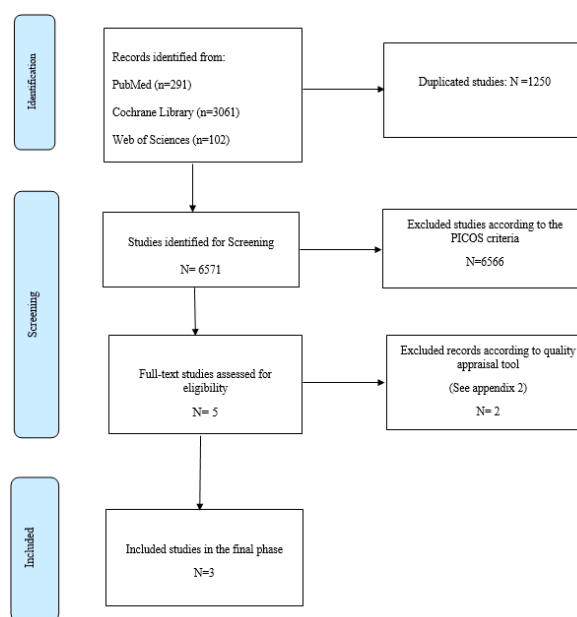 Identification
Records identified from:
PubMed (n=291)
Cochrane Library (n=3061)
Web of Sciences (n=102)
Duplicated studies: N =1250
Screening
Studies identified for Screening
N= 6571
Excluded studies according to the
PICOS criteria
N=6566
Full-text studies assessed for
eligibility
N= 5
Excluded records according to quality
appraisal tool
(See appendix 2)
N= 2
Included
Included studies in the final phase
N=3